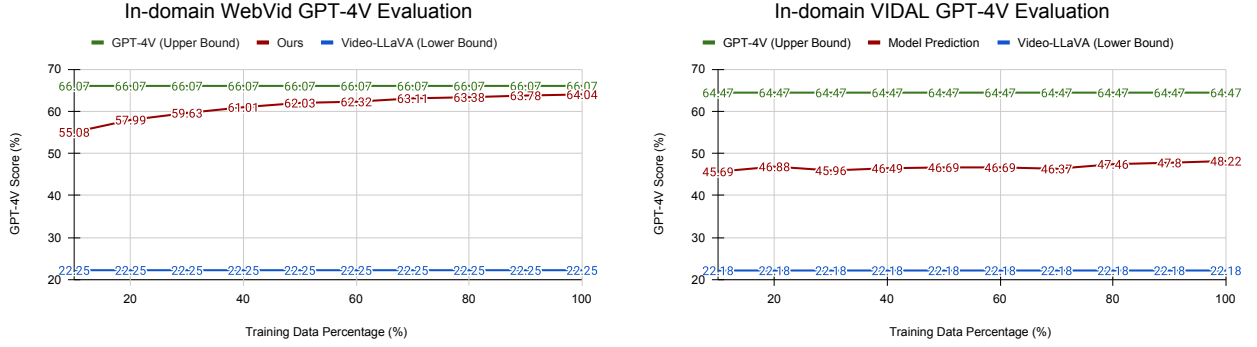 In-domain WebVid GPT-4V Evaluation
GPT-4V (Upper Bound) Ours Video-LLaVA (Lower Bound)
GPT-4V Score (%)
70
60
50
40
30
20
66.07 66.07 66.07 66.07 66.07 66.07 66.07 66.07 66.07 66.07
55.08 57.99 59.63 61.01 62.03 62.32 63.11 63.38 63.78 64.04
22.25 22.25 22.25 22.25 22.25 22.25 22.25 22.25 22.25 22.25
20 40 60 80 100
Training Data Percentage (%)
In-domain VIDAL GPT-4V Evaluation
GPT-4V (Upper Bound) Model Prediction Video-LLaVA (Lower Bound)
GPT-4V Score (%)
70
60
50
40
30
20
64.47 64.47 64.47 64.47 64.47 64.47 64.47 64.47 64.47 64.47
45.69 46.88 45.96 46.49 46.69 46.69 46.37 47.46 47.8 48.22
22.18 22.18 22.18 22.18 22.18 22.18 22.18 22.18 22.18 22.18
20 40 60 80 100
Training Data Percentage (%)